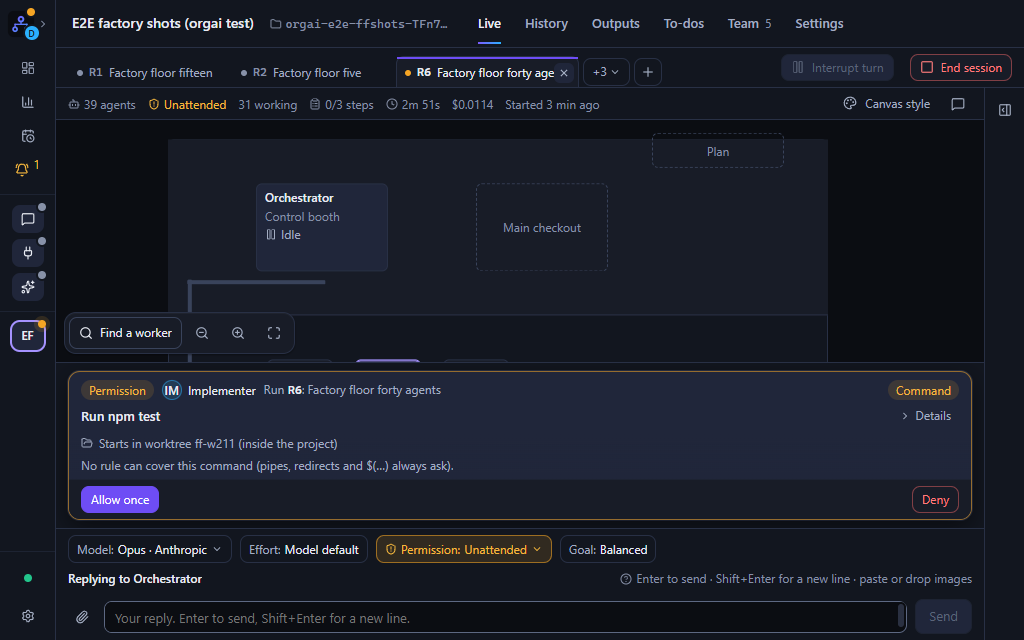 E2E factory shots (orgai test) orgai-e2e-ffshots-TFn7… Live History Outputs To-dos Team 5 Settings
D
R1 Factory floor fifteen R2 Factory floor five R6 Factory floor forty age +3 Interrupt turn End session
39 agents Unattended 31 working 0/3 steps 2m 51s $0.0114 Started 3 min ago Canvas style
1
Plan
Orchestrator
Control booth
Idle
Main checkout
Find a worker
EF
Permission IM Implementer Run R6: Factory floor forty agents Command
Run npm test Details
Starts in worktree ff-w211 (inside the project)
No rule can cover this command (pipes, redirects and $(...) always ask).
Allow once Deny
Model: Opus · Anthropic Effort: Model default Permission: Unattended Goal: Balanced
Replying to Orchestrator Enter to send · Shift+Enter for a new line · paste or drop images
Your reply. Enter to send, Shift+Enter for a new line. Send